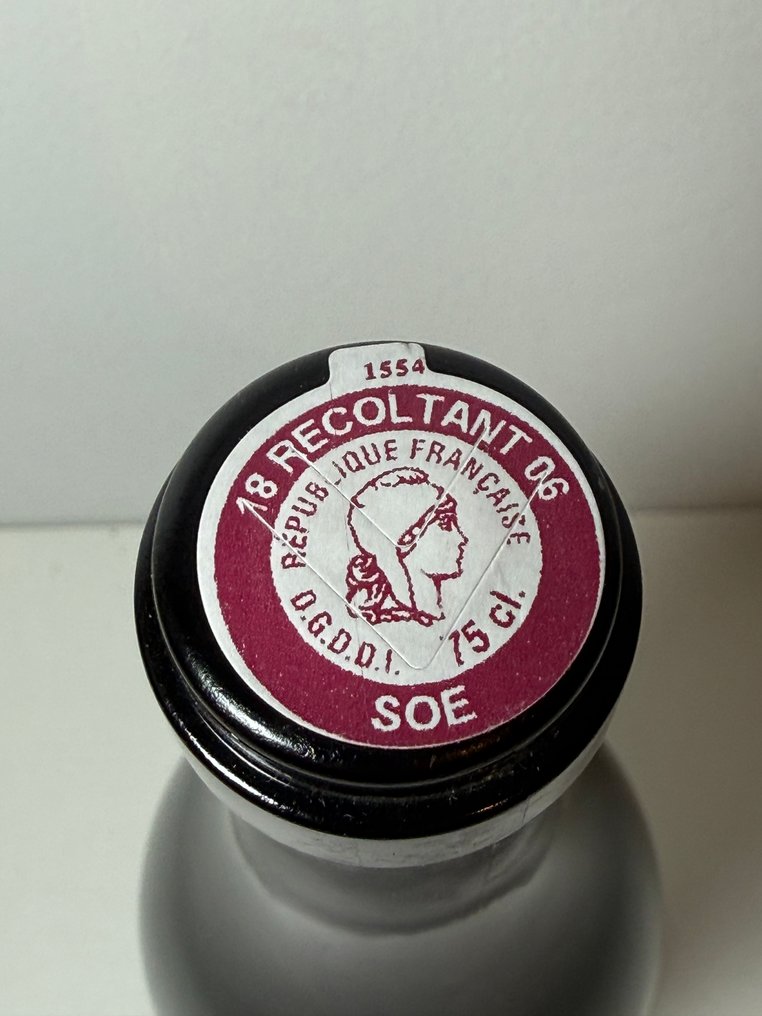 1554
18 RECOLTANT 06
RÉPUBLIQUE FRANÇAISE
D.G.D.D.I. 75 cl.
SOE